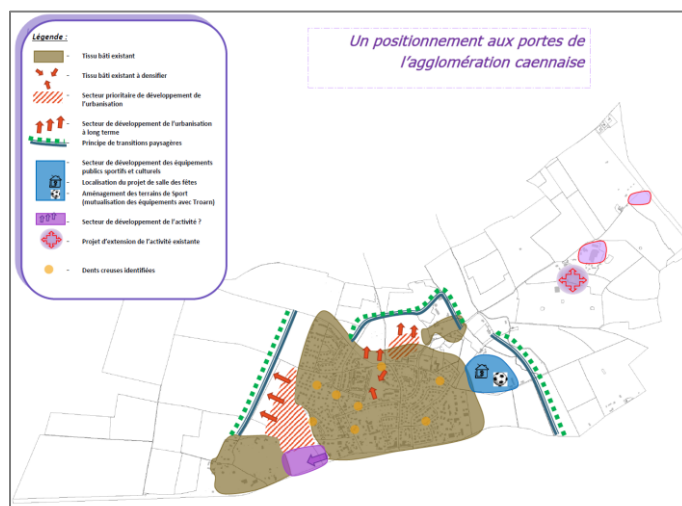 Un positionnement aux portes de
l'agglomération caennaise
Légende :
- Tissu bâti existant
- Tissu bâti existant à densifier
- Secteur prioritaire de développement de
l'urbanisation
- Secteur de développement de l'urbanisation
à long terme
- Principe de transitions paysagères
- Secteur de développement des équipements
publics sportifs et culturels
- Localisation du projet de salle des fêtes
- Aménagement des terrains de Sport
(mutualisation des équipements avec Troarn)
- Secteur de développement de l'activité ?
- Projet d'extension de l'activité existante
- Dents creuses identifiées